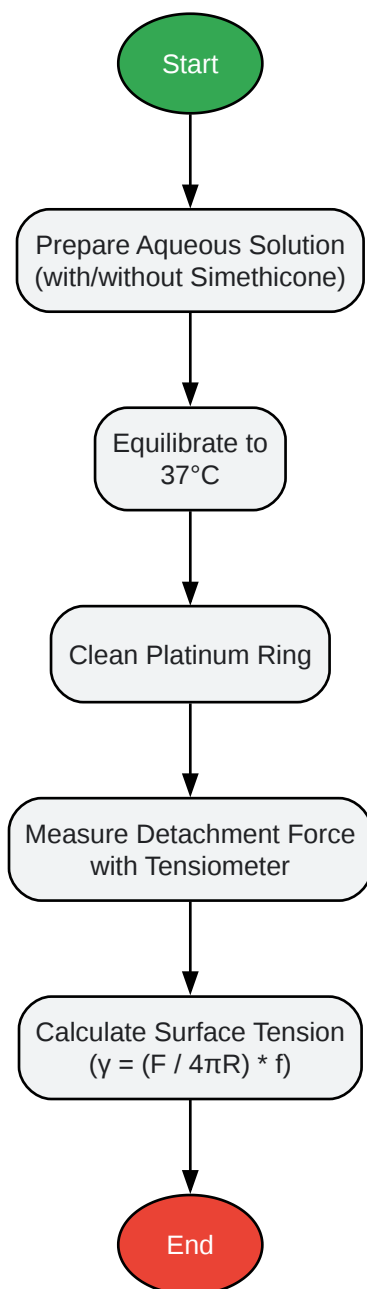 Start
Prepare Aqueous Solution
(with/without Simethicone)
Equilibrate to
37°C
Clean Platinum Ring
Measure Detachment Force
with Tensiometer
Calculate Surface Tension
(γ = (F / 4πR) * f)
End